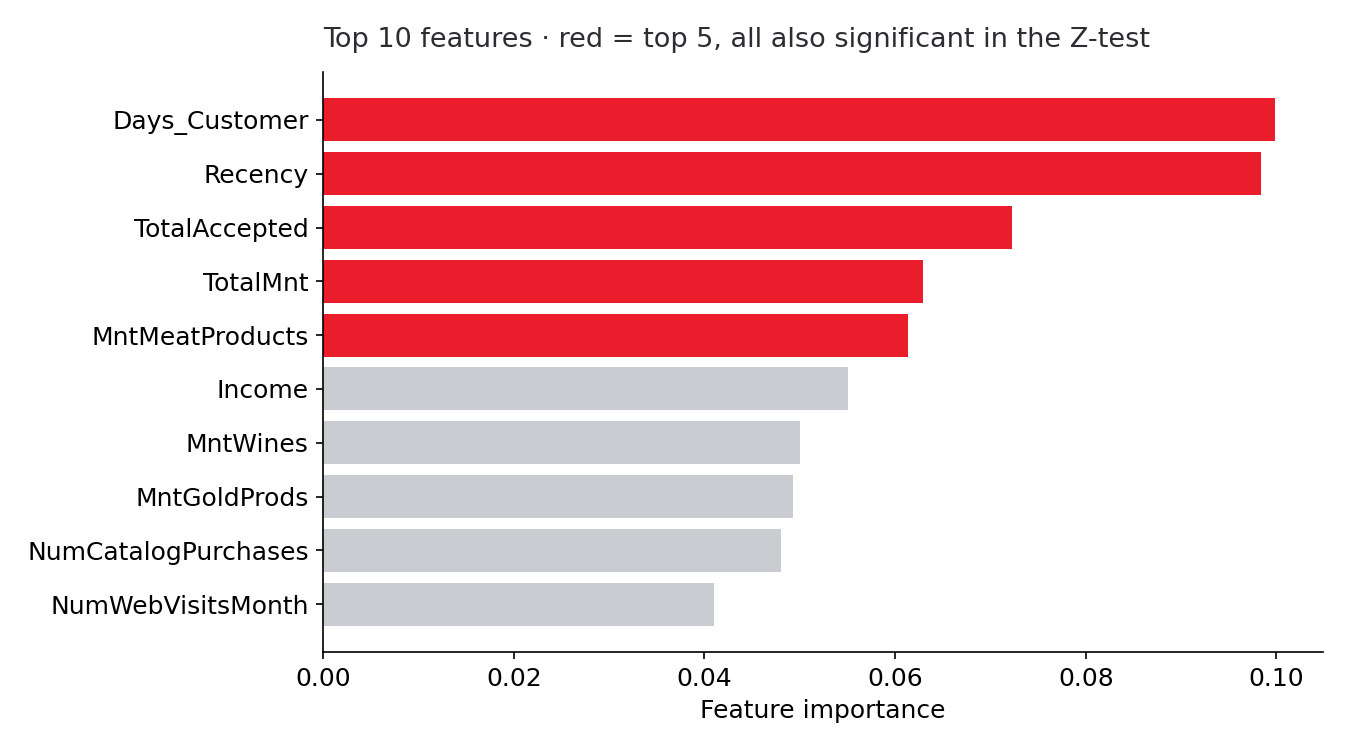 Top 10 features · red = top 5, all also significant in the Z-test
Days_Customer
Recency
TotalAccepted
TotalMnt
MntMeatProducts
Income
MntWines
MntGoldProds
NumCatalogPurchases
NumWebVisitsMonth
0.00 0.02 0.04 0.06 0.08 0.10
Feature importance